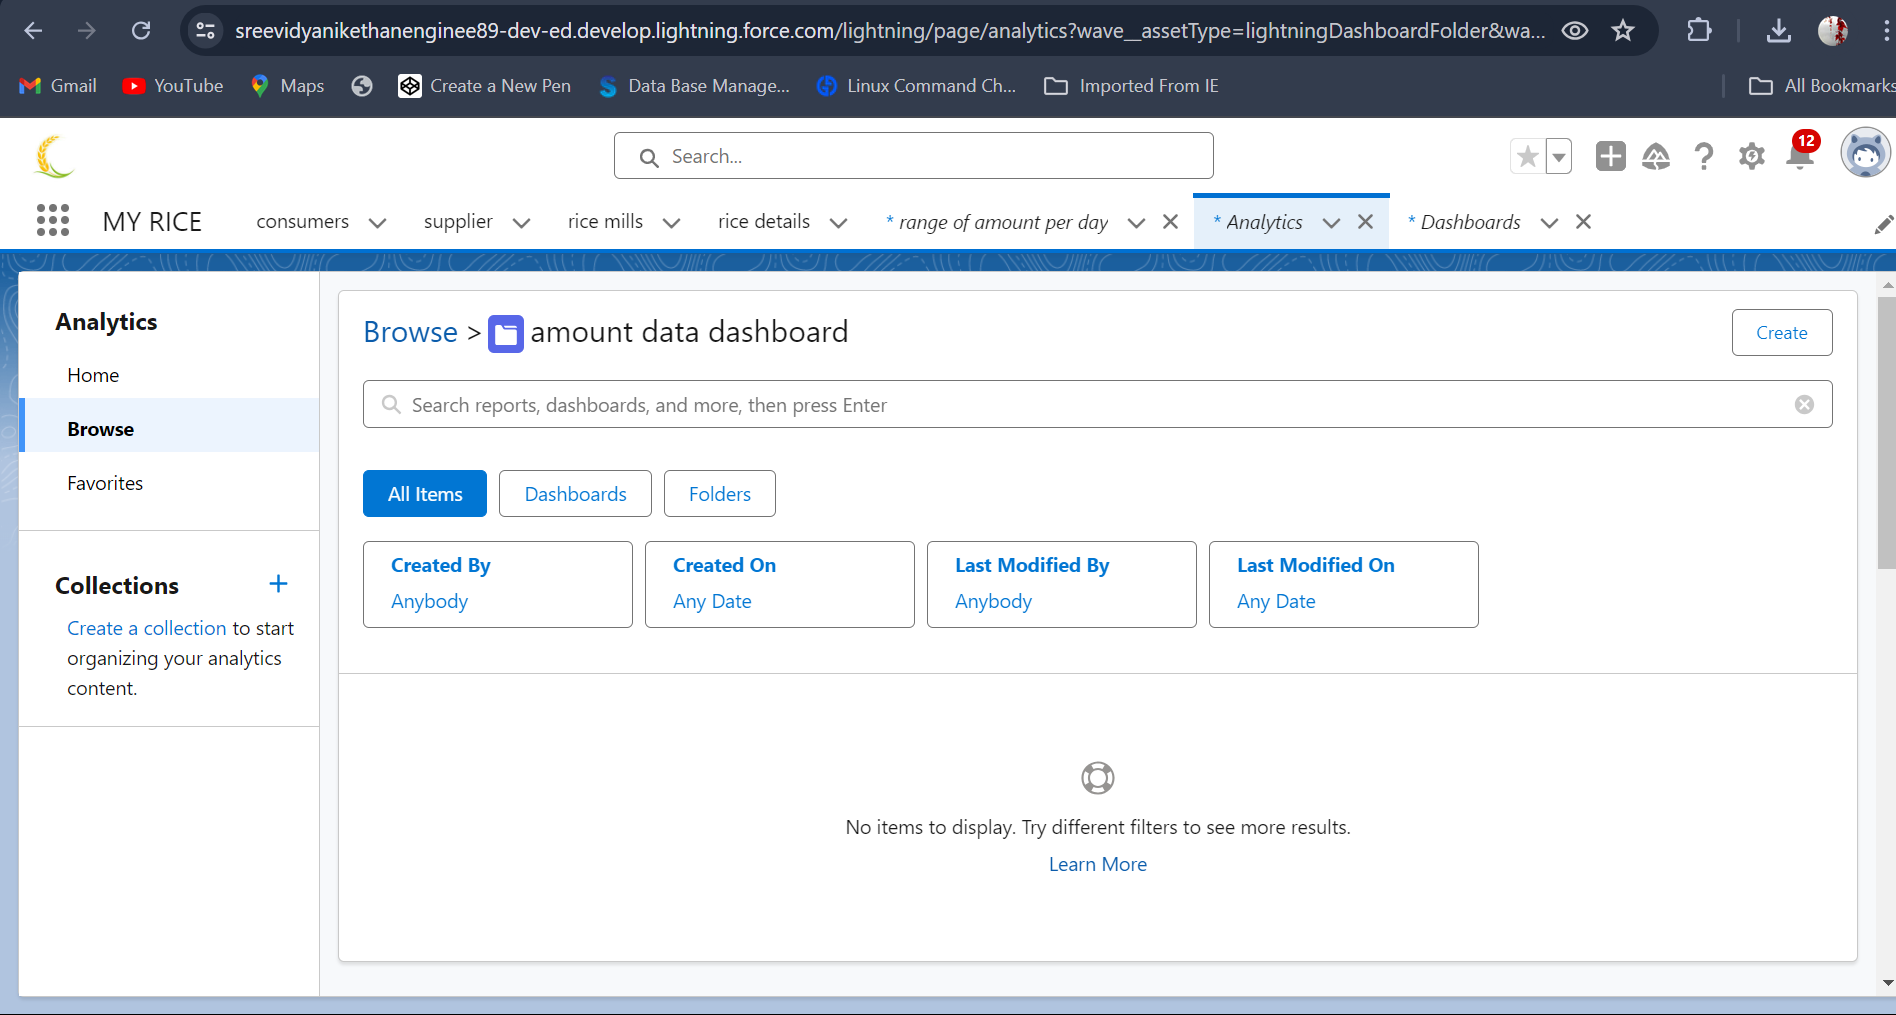 sreevidyanikethanenginee89-dev-ed.develop.lightning.force.com/lightning/page/analytics?wave__assetType=lightningDashboardFolder&wa...
Gmail YouTube Maps Create a New Pen Data Base Manage... Linux Command Ch... Imported From IE All Bookmarks
Search... 12
MY RICE consumers supplier rice mills rice details * range of amount per day * Analytics * Dashboards
Analytics
Home
Browse
Favorites
Collections +
Create a collection to start
organizing your analytics
content.
Browse > amount data dashboard Create
Search reports, dashboards, and more, then press Enter
All Items Dashboards Folders
Created By Created On Last Modified By Last Modified On
Anybody Any Date Anybody Any Date
No items to display. Try different filters to see more results.
Learn More